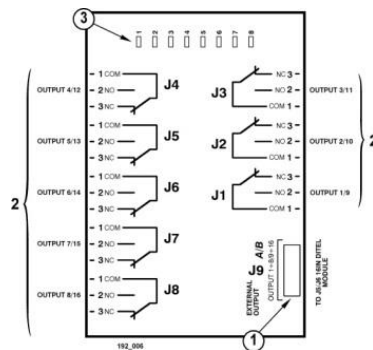 3
1 2 3 4 5 6 7 8
1 COM
OUTPUT 4/12 2 NO J4
3 NC
1 COM
OUTPUT 5/13 2 NO J5
3 NC
1 COM
OUTPUT 6/14 2 NO J6
3 NC
1 COM
OUTPUT 7/15 2 NO J7
3 NC
1 COM
OUTPUT 8/16 2 NO J8
3 NC
2
NC 3
J3 NO 2 OUTPUT 3/11
COM 1
NC 3
J2 NO 2 OUTPUT 2/10
COM 1
NC 3
J1 NO 2 OUTPUT 1/9
COM 1
2
J9 A/B
EXTERNAL OUTPUT
OUTPUT 1÷8/9÷16
TO J5-J6 16IN DITEL MODULE
1
192_006